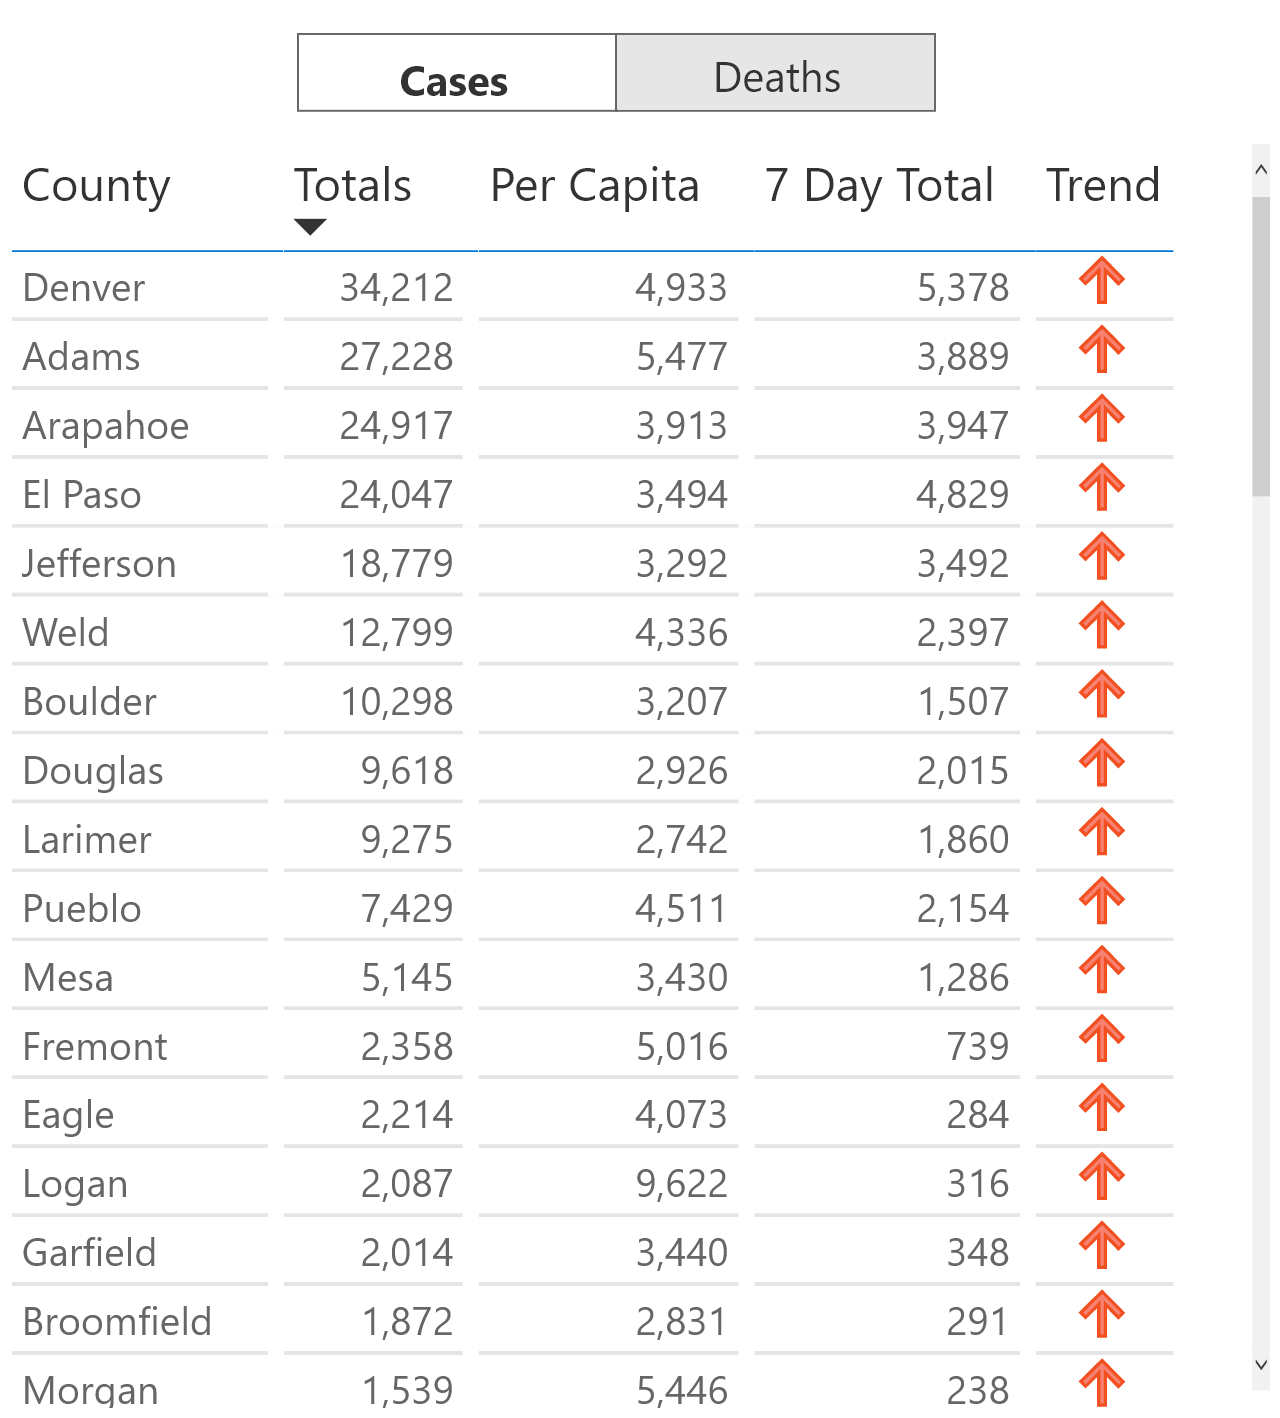 Cases Deaths
County Totals Per Capita 7 Day Total Trend
Denver 34,212 4,933 5,378
Adams 27,228 5,477 3,889
Arapahoe 24,917 3,913 3,947
El Paso 24,047 3,494 4,829
Jefferson 18,779 3,292 3,492
Weld 12,799 4,336 2,397
Boulder 10,298 3,207 1,507
Douglas 9,618 2,926 2,015
Larimer 9,275 2,742 1,860
Pueblo 7,429 4,511 2,154
Mesa 5,145 3,430 1,286
Fremont 2,358 5,016 739
Eagle 2,214 4,073 284
Logan 2,087 9,622 316
Garfield 2,014 3,440 348
Broomfield 1,872 2,831 291
Morgan 1,539 5,446 238